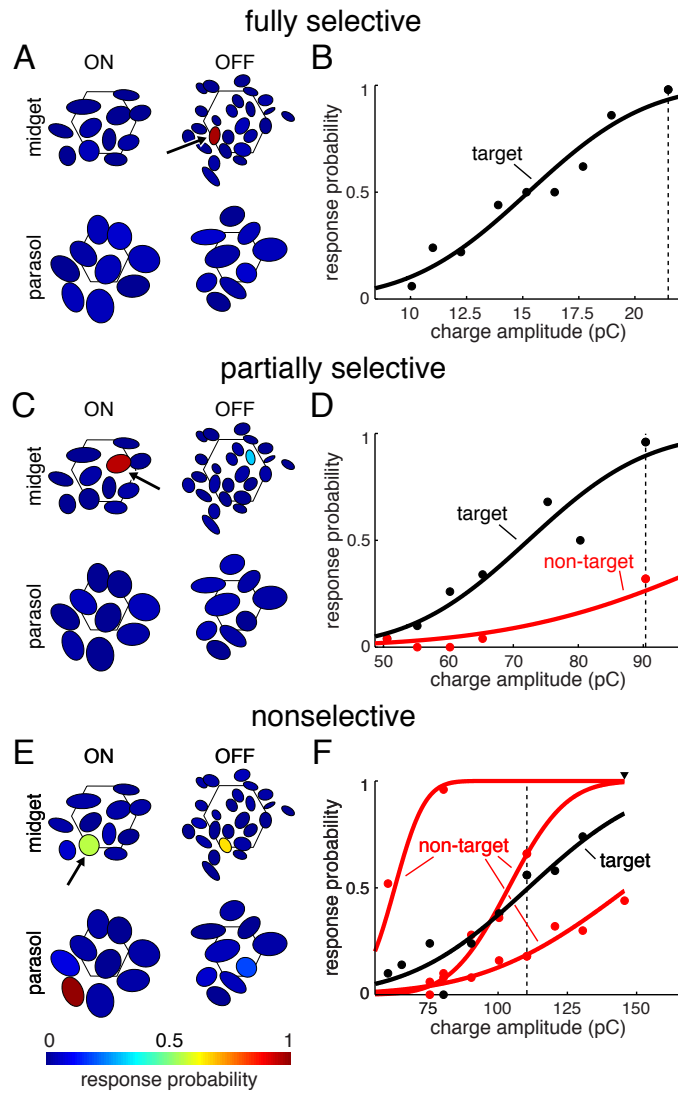 fully selective
A
ON
OFF
midget
parasol
B
1
0.5
0
response probability
target
10
12.5
15
17.5
20
charge amplitude (pC)
partially selective
C
ON
OFF
midget
parasol
D
1
0.5
0
response probability
target
non-target
50
60
70
80
90
charge amplitude (pC)
nonselective
E
ON
OFF
midget
parasol
0
0.5
1
response probability
F
1
0.5
0
response probability
non-target
target
75
100
125
150
charge amplitude (pC)